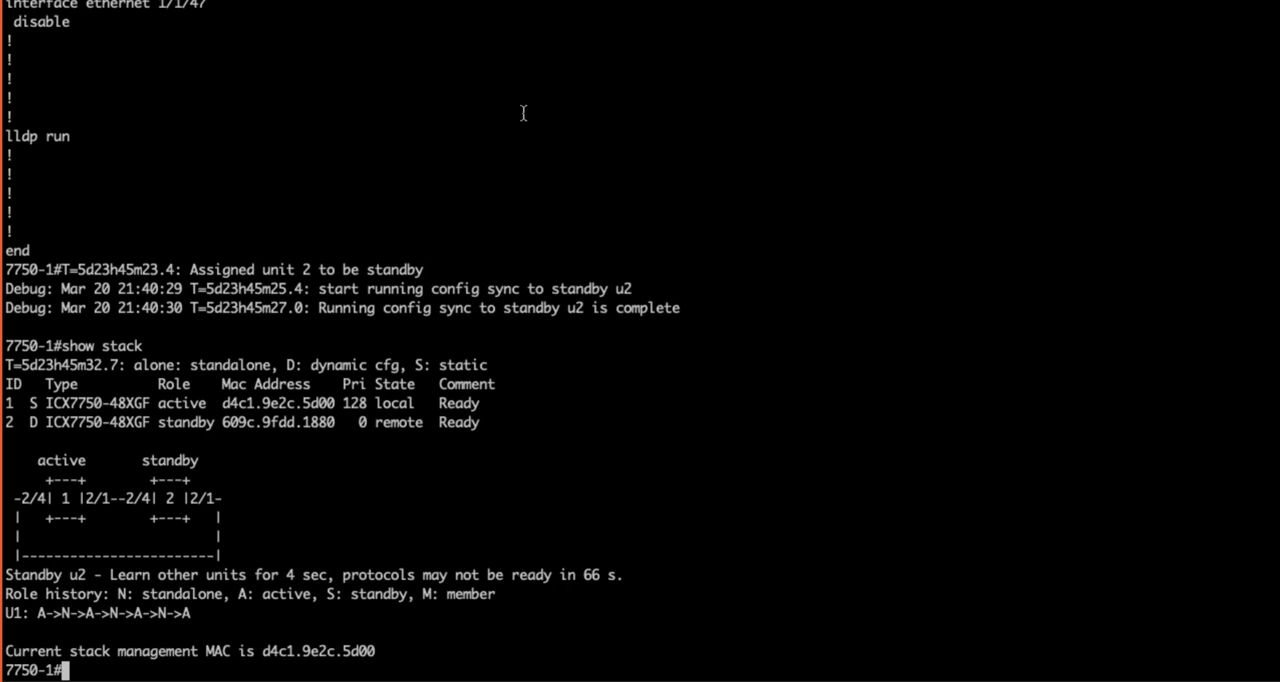 interface ethernet 1/1/47
 disable
!
!
!
!
!
lldp run
!
!
!
!
!
end
7750-1#T=5d23h45m23.4: Assigned unit 2 to be standby
Debug: Mar 20 21:40:29 T=5d23h45m25.4: start running config sync to standby u2
Debug: Mar 20 21:40:30 T=5d23h45m27.0: Running config sync to standby u2 is complete

7750-1#show stack
T=5d23h45m32.7: alone: standalone, D: dynamic cfg, S: static
ID   Type          Role    Mac Address    Pri State   Comment
1  S ICX7750-48XGF active  d4c1.9e2c.5d00 128 local   Ready
2  D ICX7750-48XGF standby 609c.9fdd.1880   0 remote  Ready

    active       standby
     +---+        +---+
 -2/4| 1 |2/1--2/4| 2 |2/1-
 |   +---+        +---+   |
 |                        |
 |------------------------|
Standby u2 - Learn other units for 4 sec, protocols may not be ready in 66 s.
Role history: N: standalone, A: active, S: standby, M: member
U1: A->N->A->N->A->N->A

Current stack management MAC is d4c1.9e2c.5d00
7750-1#